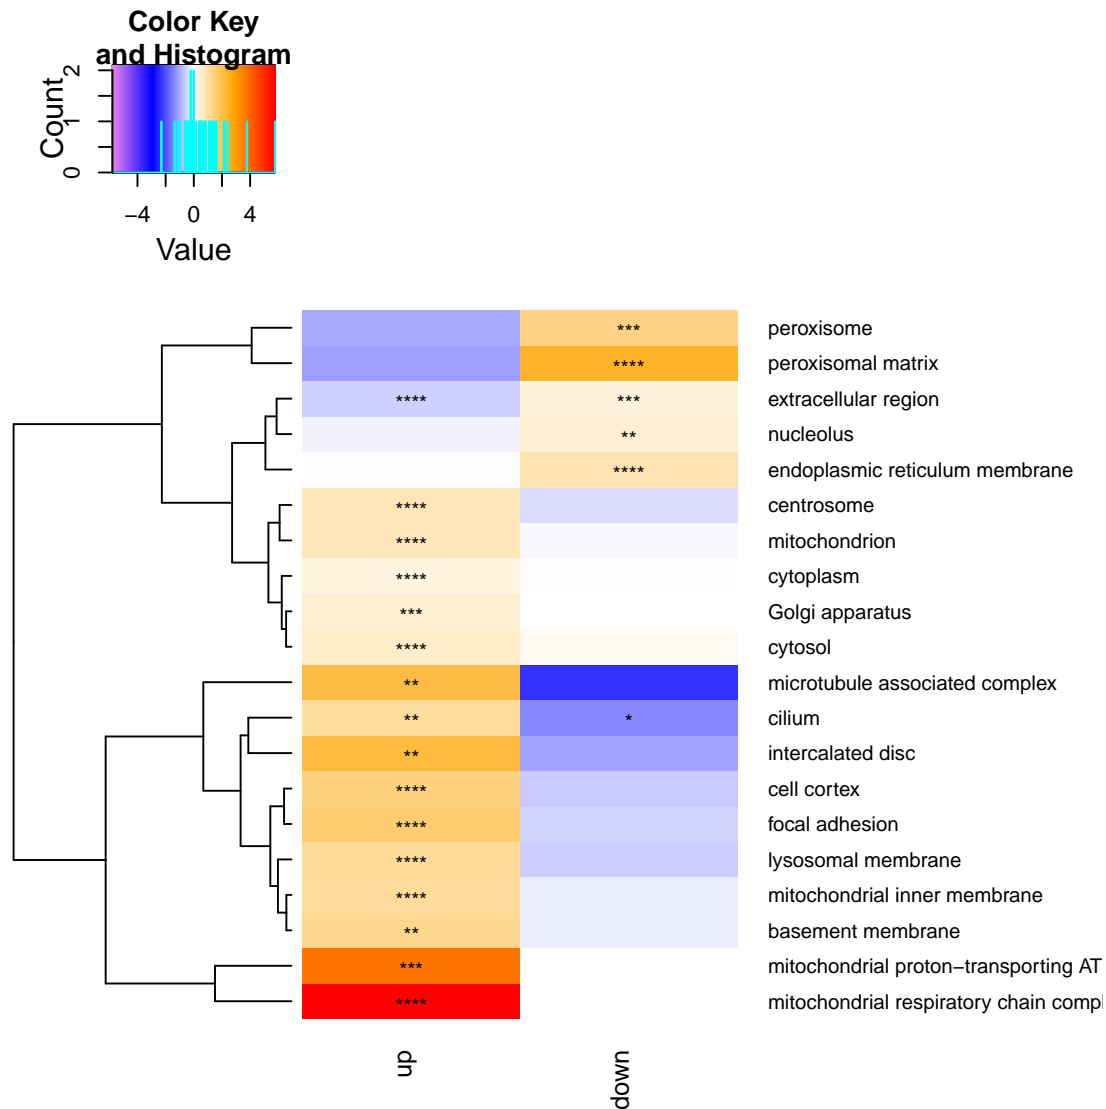 Color Key
and Histogram
Count
0 1 2
−4 0 4
Value
*** peroxisome
**** peroxisomal matrix
**** *** extracellular region
** nucleolus
**** endoplasmic reticulum membrane
**** centrosome
**** mitochondrion
**** cytoplasm
*** Golgi apparatus
**** cytosol
** microtubule associated complex
** * cilium
** intercalated disc
**** cell cortex
**** focal adhesion
**** lysosomal membrane
**** mitochondrial inner membrane
** basement membrane
*** mitochondrial proton−transporting AT
**** mitochondrial respiratory chain compl
up down